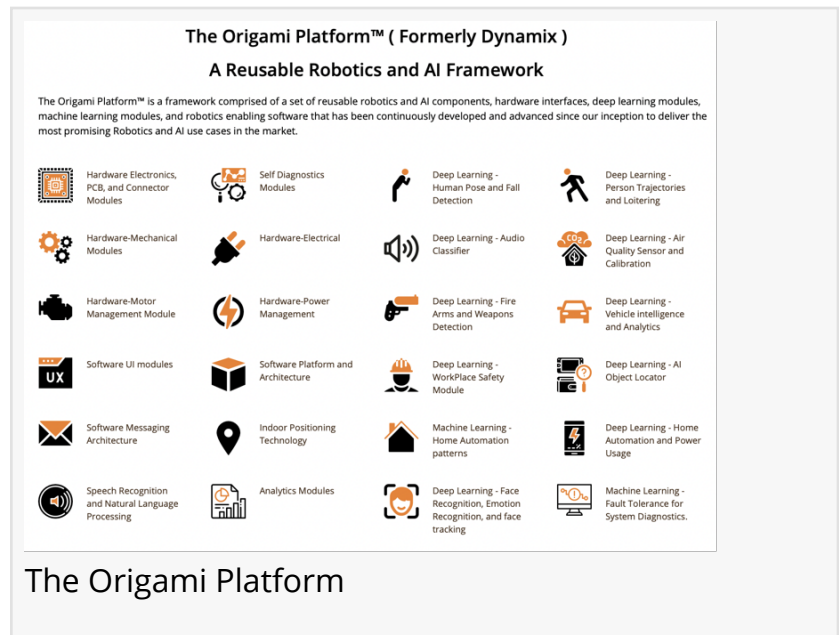 The Origami Platform™ ( Formerly Dynamix )
A Reusable Robotics and AI Framework
The Origami Platform™ is a framework comprised of a set of reusable robotics and AI components, hardware interfaces, deep learning modules,
machine learning modules, and robotics enabling software that has been continuously developed and advanced since our inception to deliver the
most promising Robotics and AI use cases in the market.
Hardware Electronics,
PCB, and Connector
Modules
Self Diagnostics
Modules
Deep Learning -
Human Pose and Fall
Detection
Deep Learning -
Person Trajectories
and Loitering
Hardware-Mechanical
Modules
Hardware-Electrical
Deep Learning - Audio
Classifier
CO2
Deep Learning - Air
Quality Sensor and
Calibration
Hardware-Motor
Management Module
Hardware-Power
Management
Deep Learning - Fire
Arms and Weapons
Detection
Deep Learning -
Vehicle intelligence
and Analytics
UX
Software UI modules
Software Platform and
Architecture
Deep Learning -
WorkPlace Safety
Module
Deep Learning - AI
Object Locator
Software Messaging
Architecture
Indoor Positioning
Technology
Machine Learning -
Home Automation
patterns
Deep Learning - Home
Automation and Power
Usage
Speech Recognition
and Natural Language
Processing
Analytics Modules
Deep Learning - Face
Recognition, Emotion
Recognition, and face
tracking
Machine Learning -
Fault Tolerance for
System Diagnostics.
The Origami Platform